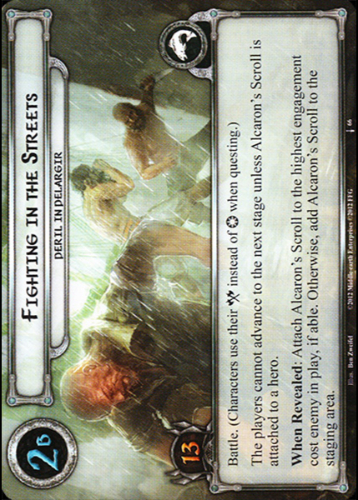 2B
FIGHTING IN THE STREETS
PERIL IN PELARGIR
13
Battle. (Characters use their instead of when questing.)
The players cannot advance to the next stage unless Alcaron's Scroll is
attached to a hero.
When Revealed: Attach Alcaron's Scroll to the highest engagement
cost enemy in play, if able. Otherwise, add Alcaron's Scroll to the
staging area.
Illus. Ben Zweifel ©2012 Middle-earth Enterprises ©2012 FFG 66